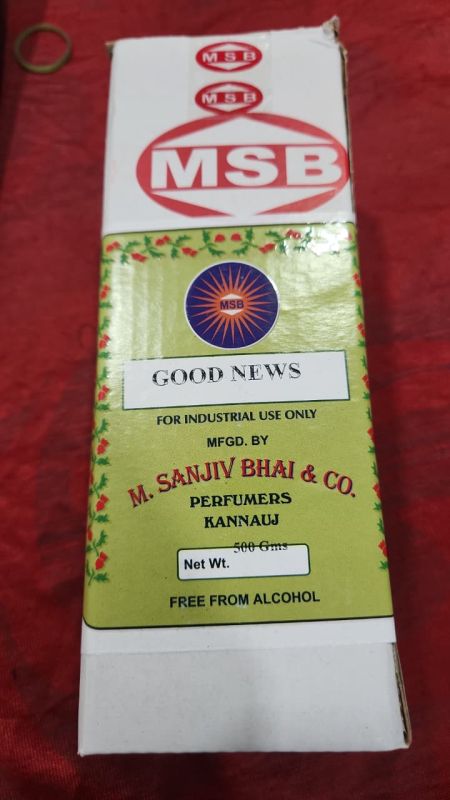 MSB
MSB
MSB
MSB
GOOD NEWS
FOR INDUSTRIAL USE ONLY
MFGD. BY
M. SANJIV BHAI & CO.
PERFUMERS
KANNAUJ
Net Wt. 500 Gms
FREE FROM ALCOHOL